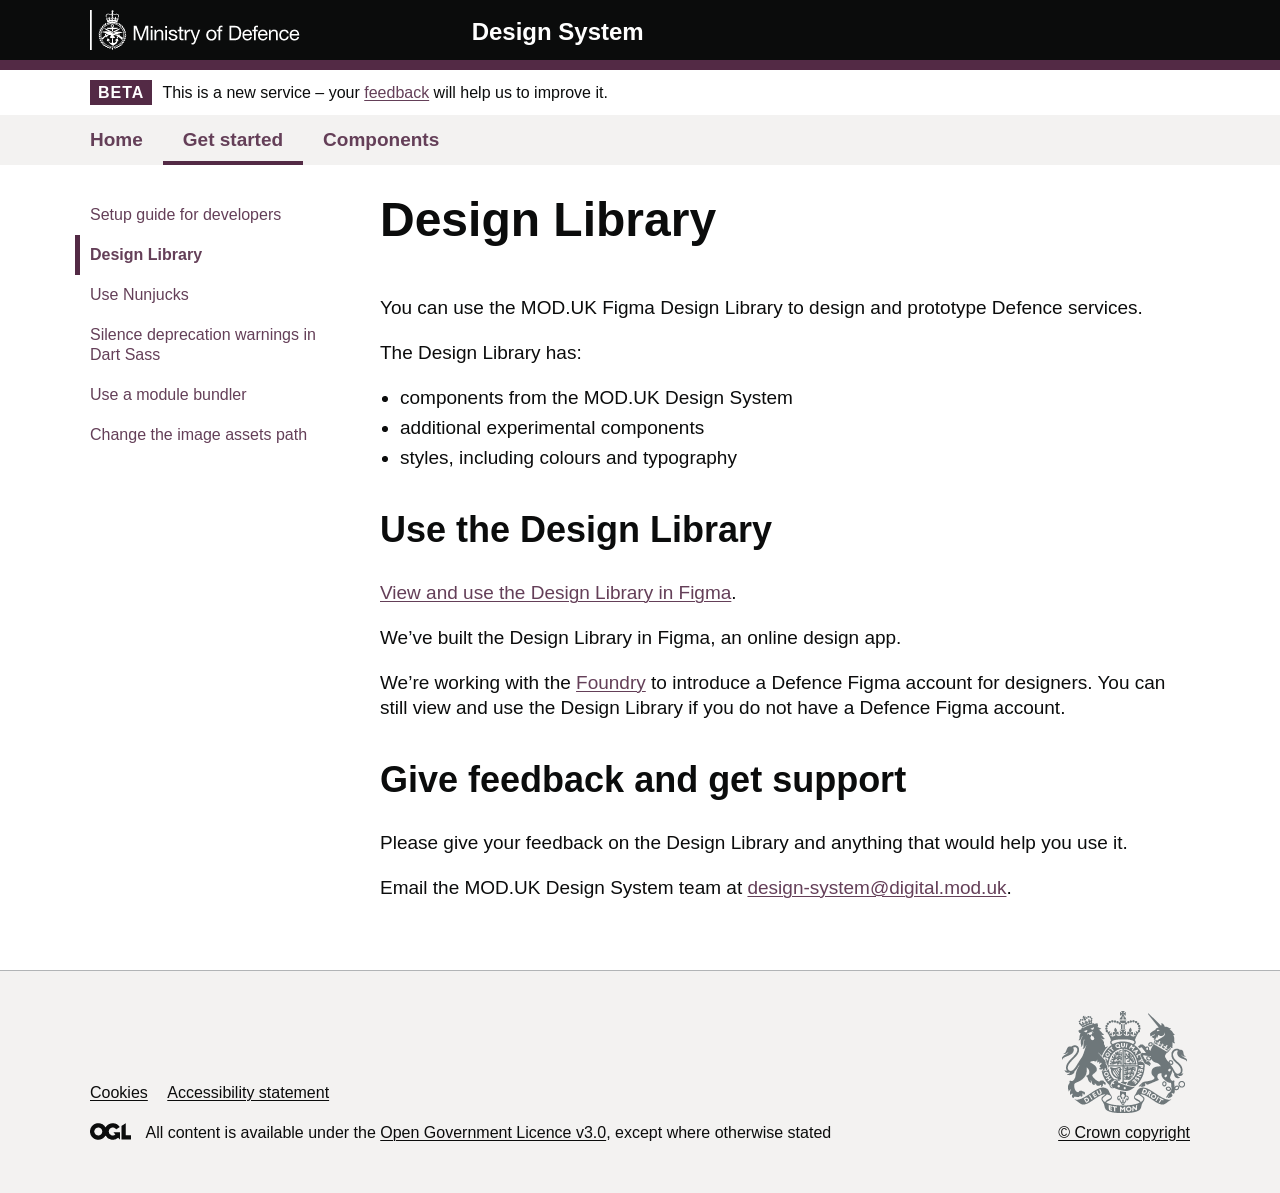 Ministry of Defence
Design System
BETA This is a new service – your feedback will help us to improve it.
Home Get started Components
Setup guide for developers
Design Library
Use Nunjucks
Silence deprecation warnings in
Dart Sass
Use a module bundler
Change the image assets path
Design Library
You can use the MOD.UK Figma Design Library to design and prototype Defence services.
The Design Library has:
• components from the MOD.UK Design System
• additional experimental components
• styles, including colours and typography
Use the Design Library
View and use the Design Library in Figma.
We’ve built the Design Library in Figma, an online design app.
We’re working with the Foundry to introduce a Defence Figma account for designers. You can
still view and use the Design Library if you do not have a Defence Figma account.
Give feedback and get support
Please give your feedback on the Design Library and anything that would help you use it.
Email the MOD.UK Design System team at design-system@digital.mod.uk.
Cookies Accessibility statement
OGL All content is available under the Open Government Licence v3.0, except where otherwise stated
DIEU ET MON DROIT
© Crown copyright